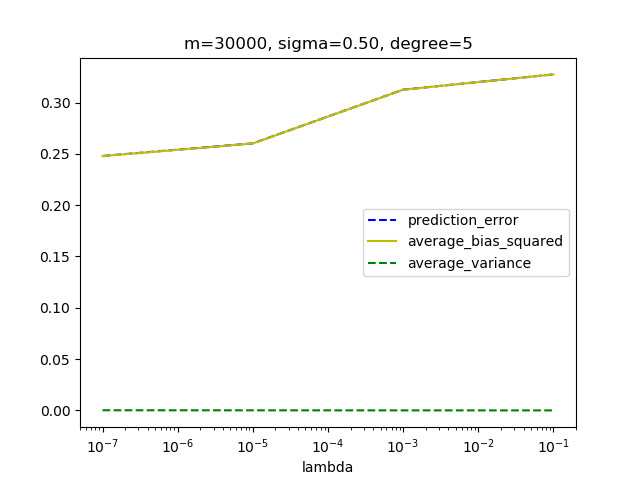 m=30000, sigma=0.50, degree=5
0.30
0.25
0.20
0.15
0.10
0.05
0.00
prediction_error
average_bias_squared
average_variance
10⁻⁷ 10⁻⁶ 10⁻⁵ 10⁻⁴ 10⁻³ 10⁻² 10⁻¹
lambda